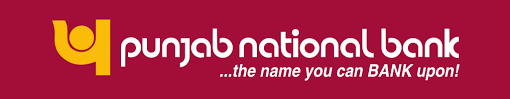 punjab national bank
...the name you can BANK upon!